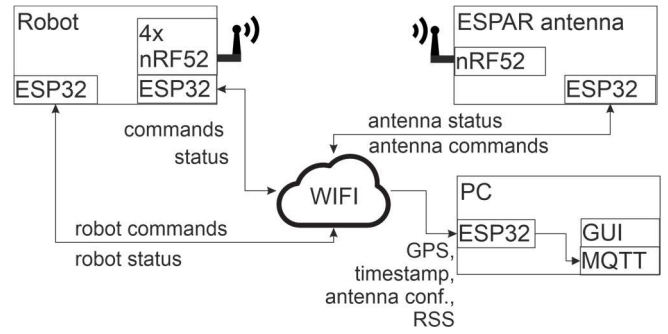 Robot
4x
nRF52
ESP32
ESP32
ESPAR antenna
nRF52
ESP32
commands
status
antenna status
antenna commands
WIFI
robot commands
robot status
PC
ESP32
GUI
MQTT
GPS,
timestamp,
antenna conf.,
RSS